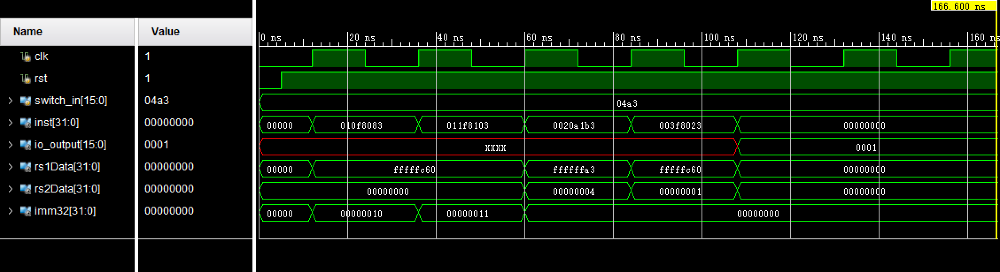 166.600 ns
Name Value
0 ns 20 ns 40 ns 60 ns 80 ns 100 ns 120 ns 140 ns 160 ns
clk 1
rst 1
switch_in[15:0] 04a3 04a3
inst[31:0] 00000000 00000 010f8083 011f8103 0020a1b3 003f8023 00000000
io_output[15:0] 0001 XXXX 0001
rs1Data[31:0] 00000000 00000 fffffc60 ffffffa3 fffffc60 00000000
rs2Data[31:0] 00000000 00000000 00000004 00000001 00000000
imm32[31:0] 00000000 00000 00000010 00000011 00000000